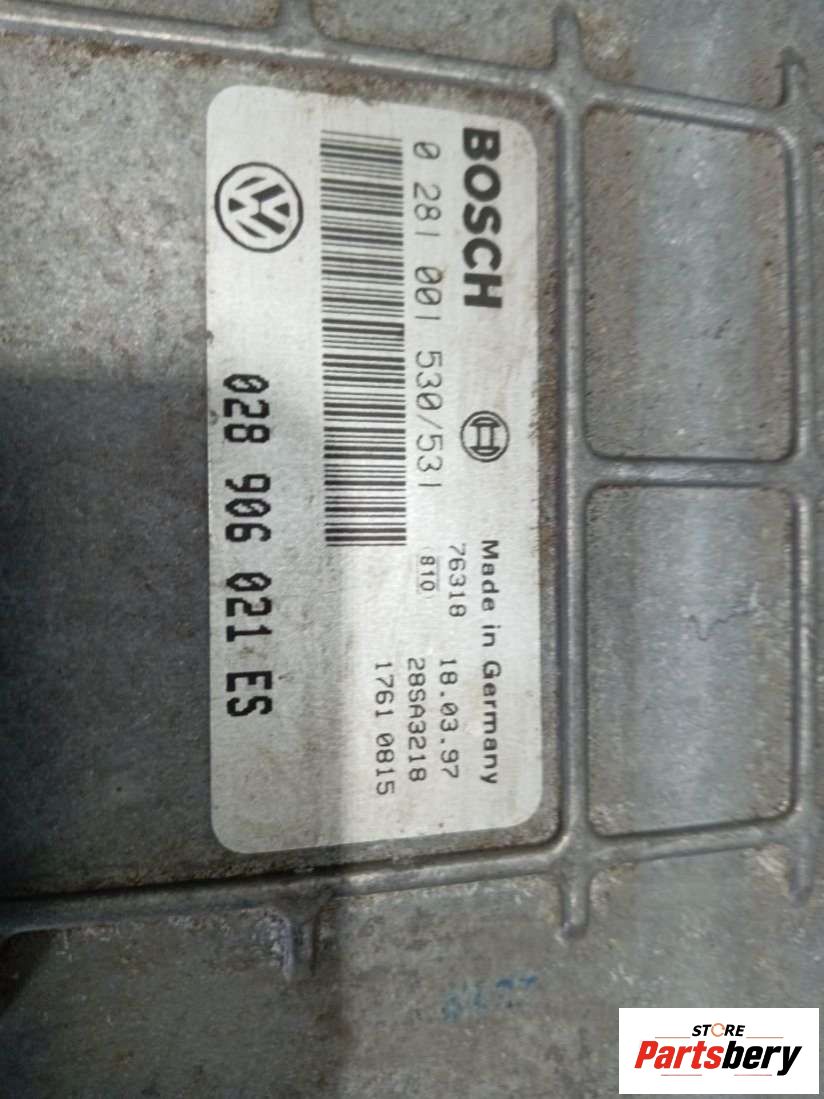 BOSCH
Made in Germany
0 281 001 530/531
76318
18.03.97
810
28SA3218
1761 0815
VW
028 906 021 ES
STORE
Partsbery